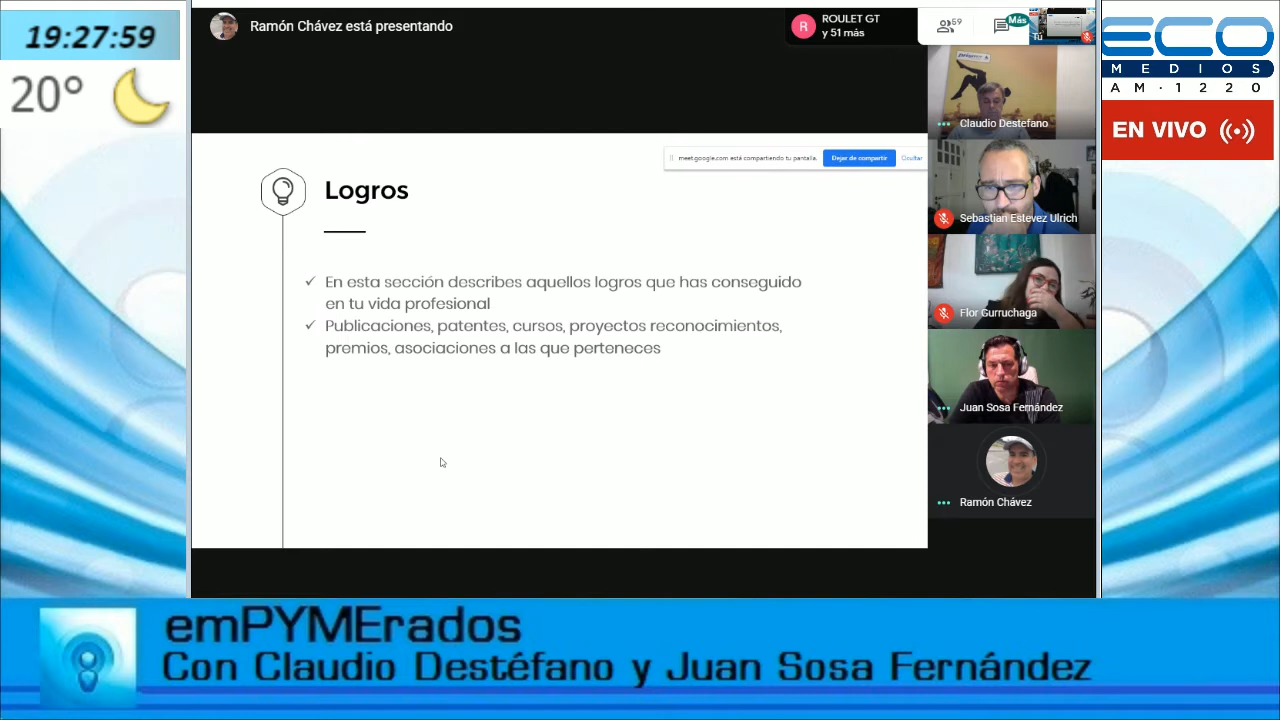 19:27:59
20°
Ramón Chávez está presentando
R
ROULET GT
y 51 más
59
Más
Tú
ECO
MEDIOS
AM·1220
EN VIVO
Claudio Destefano
meet.google.com está compartiendo tu pantalla.
Dejar de compartir
Ocultar
Logros
Sebastian Estevez Ulrich
✓ En esta sección describes aquellos logros que has conseguido
en tu vida profesional
✓ Publicaciones, patentes, cursos, proyectos reconocimientos,
premios, asociaciones a las que perteneces
Flor Gurruchaga
Juan Sosa Fernández
Ramón Chávez
emPYMErados
Con Claudio Destéfano y Juan Sosa Fernández